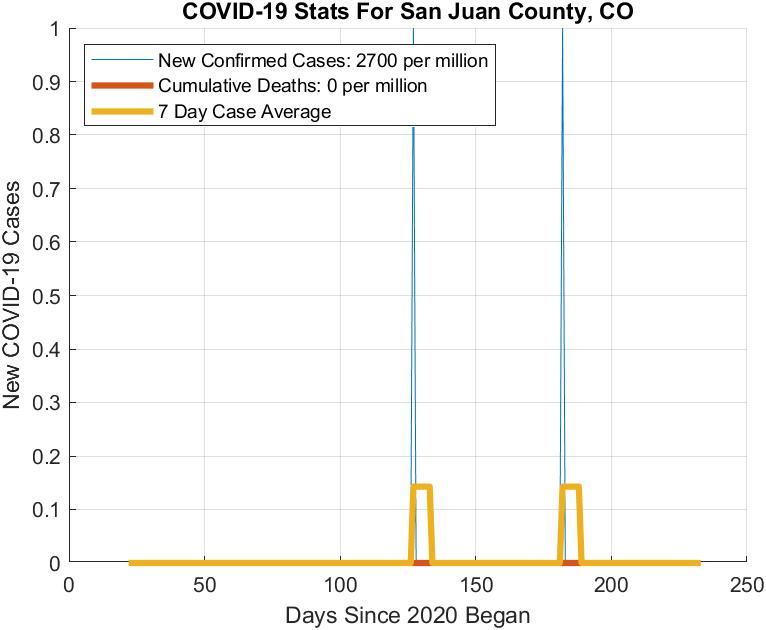 COVID-19 Stats For San Juan County, CO
1
New Confirmed Cases: 2700 per million
0.9
Cumulative Deaths: 0 per million
7 Day Case Average
0.8
0.7
0.6
0.5
0.4
0.3
0.2
0.1
0
New COVID-19 Cases
0 50 100 150 200 250
Days Since 2020 Began